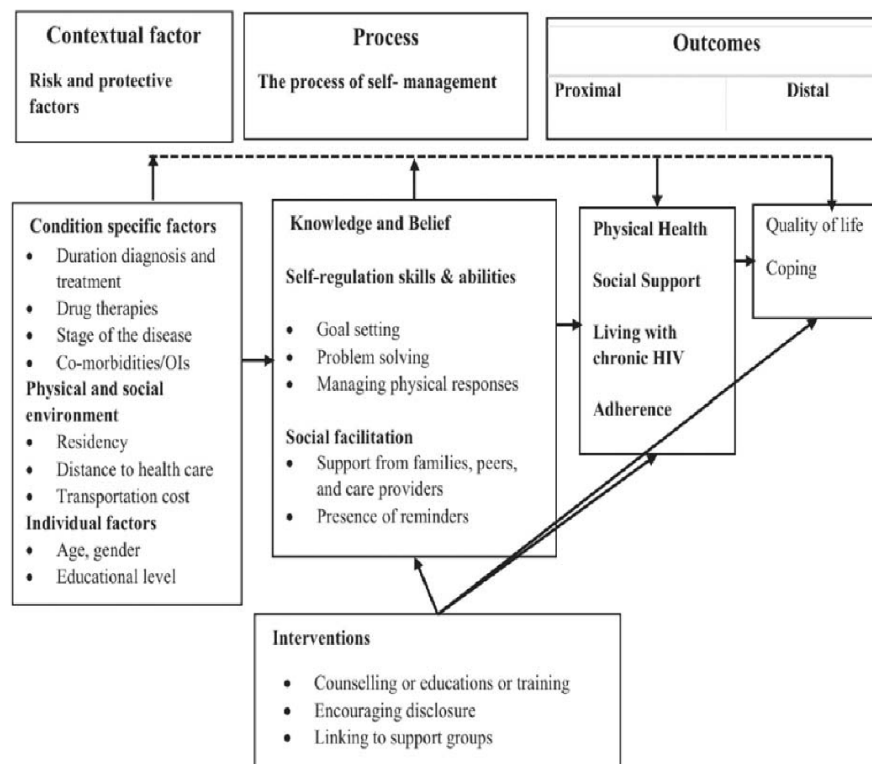 Contextual factor
Risk and protective
factors
Process
The process of self- management
Outcomes
Proximal
Distal
Condition specific factors
• Duration diagnosis and
treatment
• Drug therapies
• Stage of the disease
• Co-morbidities/OIs
Physical and social
environment
• Residency
• Distance to health care
• Transportation cost
Individual factors
• Age, gender
• Educational level
Knowledge and Belief
Self-regulation skills & abilities
• Goal setting
• Problem solving
• Managing physical responses
Social facilitation
• Support from families, peers,
and care providers
• Presence of reminders
Physical Health
Social Support
Living with
chronic HIV
Adherence
Quality of life
Coping
Interventions
• Counselling or educations or training
• Encouraging disclosure
• Linking to support groups